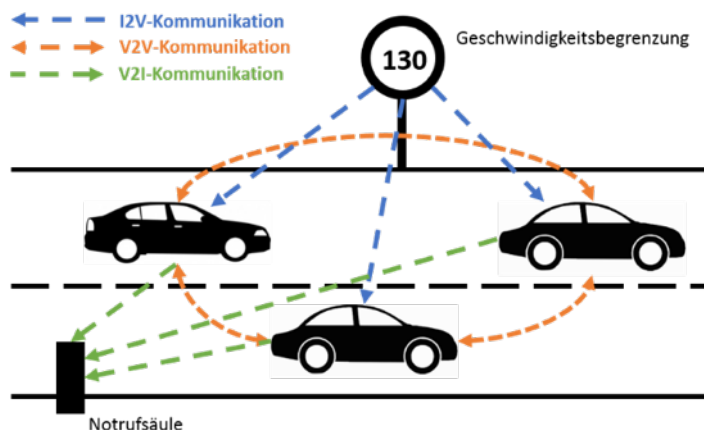 I2V-Kommunikation
V2V-Kommunikation
V2I-Kommunikation
Geschwindigkeitsbegrenzung
130
Notrufsäule